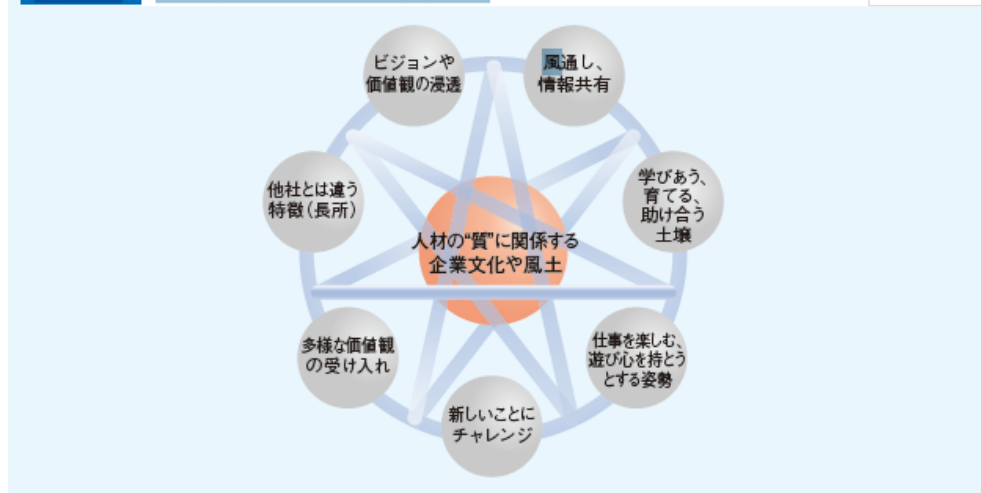 ビジョンや
価値観の浸透
風通し、
情報共有
他社とは違う
特徴(長所)
学びあう、
育てる、
助け合う
土壌
人材の“質”に関係する
企業文化や風土
多様な価値観
の受け入れ
仕事を楽しむ、
遊び心を持とう
とする姿勢
新しいことに
チャレンジ